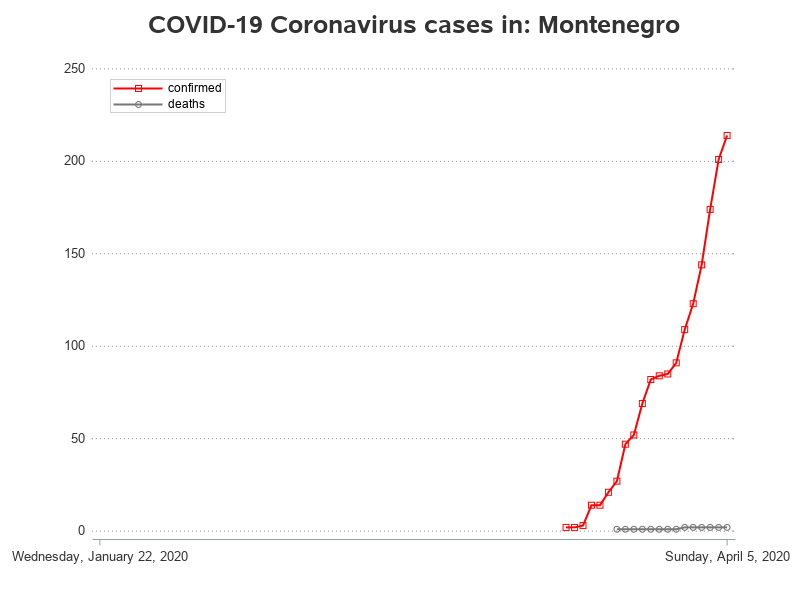 COVID-19 Coronavirus cases in: Montenegro
250
confirmed
deaths
200
150
100
50
0
Wednesday, January 22, 2020
Sunday, April 5, 2020